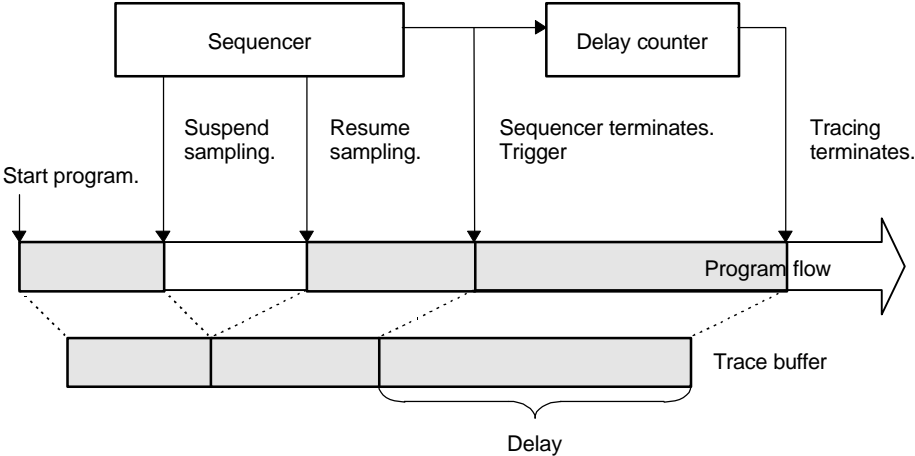 Sequencer
Delay counter
Suspend
sampling.
Resume
sampling.
Sequencer terminates.
Trigger
Tracing
terminates.
Start program.
Program flow
Trace buffer
Delay